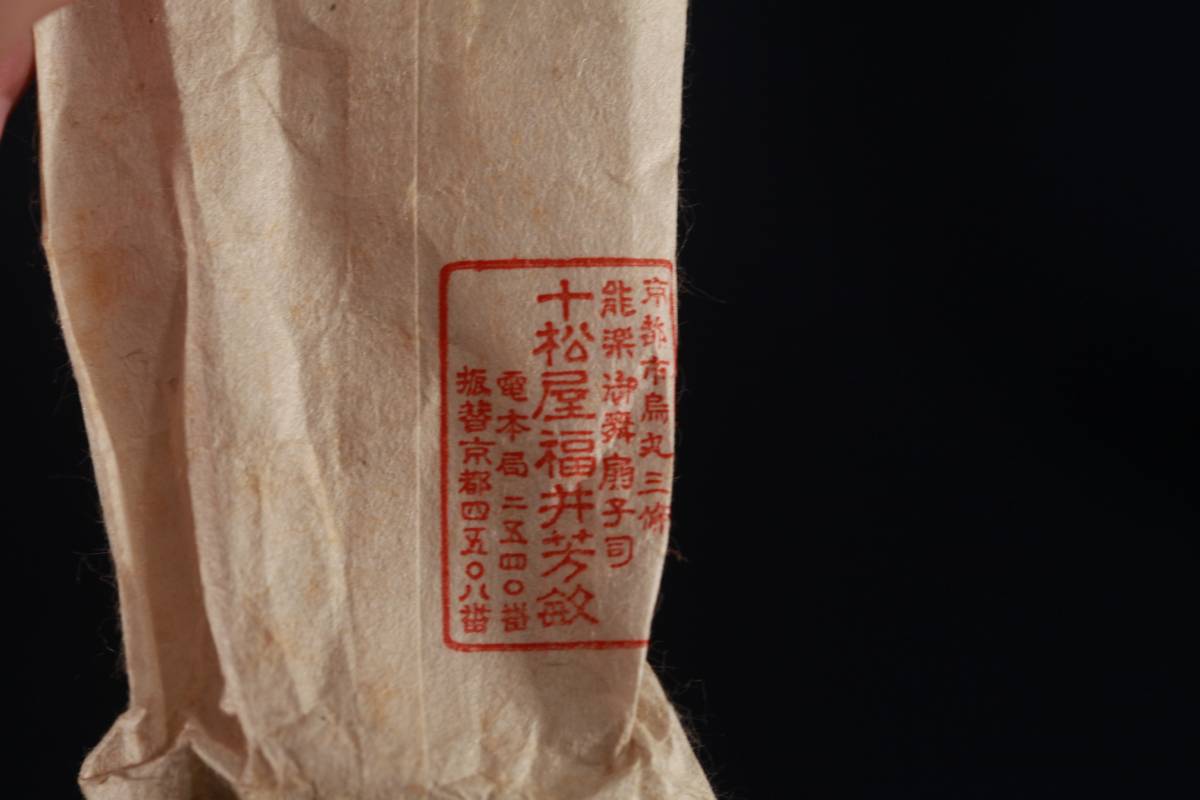 京都市烏丸三條
能楽御舞扇子司
十松屋福井芳敏
電本局二五四〇番
振替京都四五〇八番